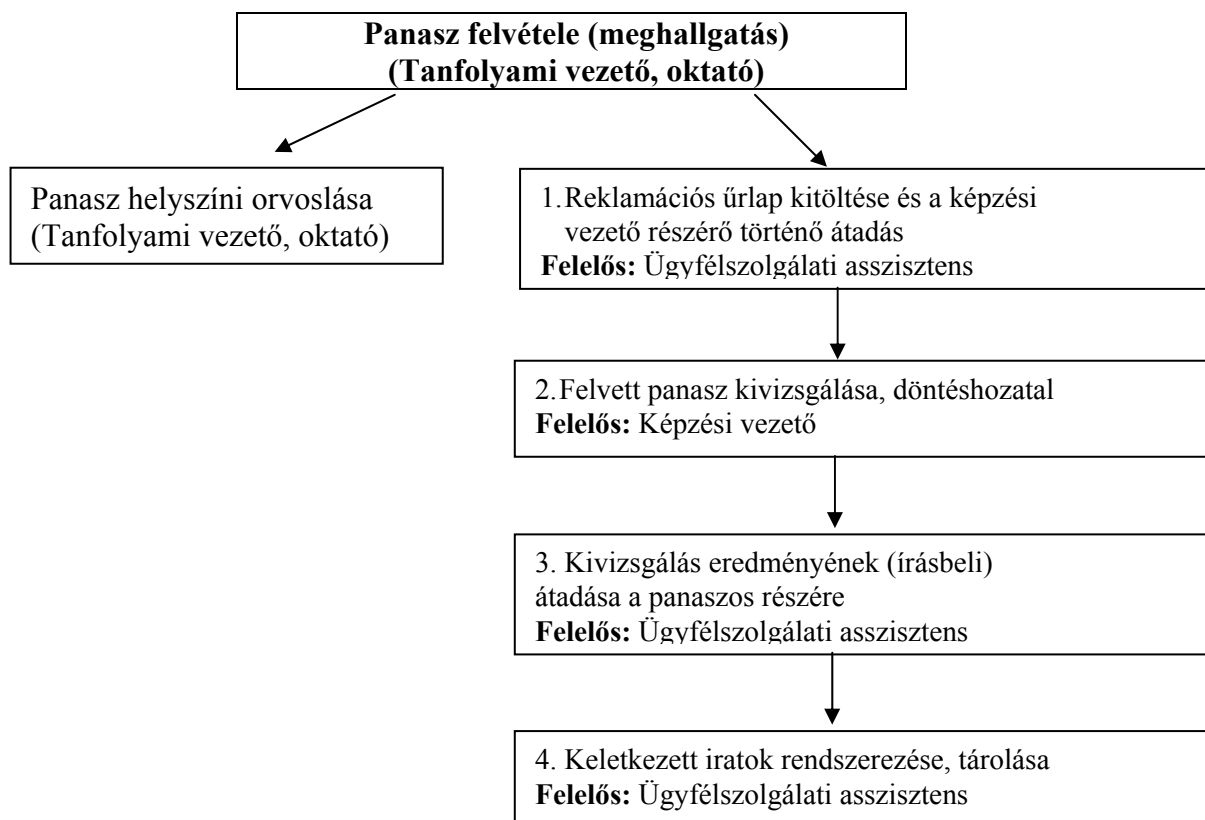 Panasz felvétele (meghallgatás)
(Tanfolyami vezető, oktató)
Panasz helyszíni orvoslása
(Tanfolyami vezető, oktató)
1. Reklamációs űrlap kitöltése és a képzési
vezető részérő történő átadás
Felelős: Ügyfélszolgálati asszisztens
2. Felvett panasz kivizsgálása, döntéshozatal
Felelős: Képzési vezető
3. Kivizsgálás eredményének (írásbeli)
átadása a panaszos részére
Felelős: Ügyfélszolgálati asszisztens
4. Keletkezett iratok rendszerezése, tárolása
Felelős: Ügyfélszolgálati asszisztens